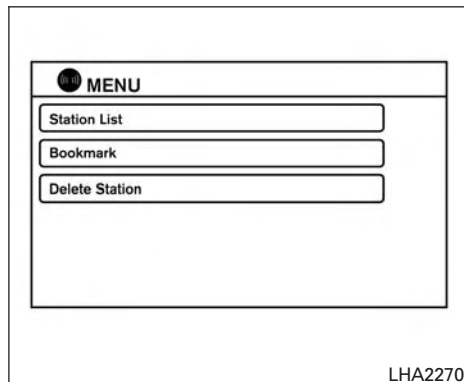 MENU
Station List
Bookmark
Delete Station
LHA2270